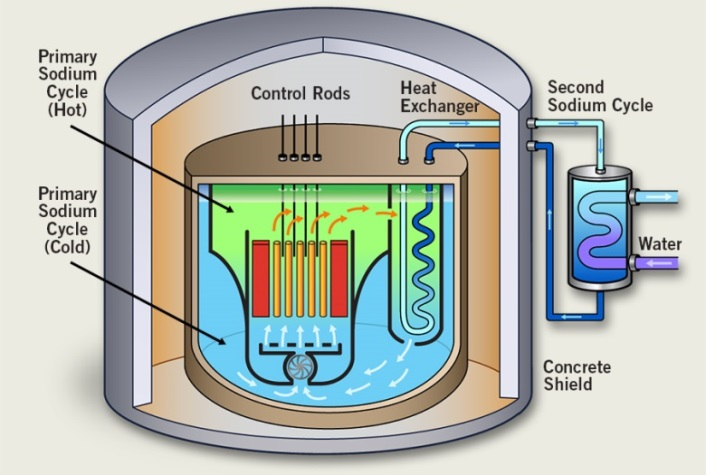 Primary
Sodium
Cycle
(Hot)
Control Rods
Heat
Exchanger
Second
Sodium Cycle
Primary
Sodium
Cycle
(Cold)
Water
Concrete
Shield